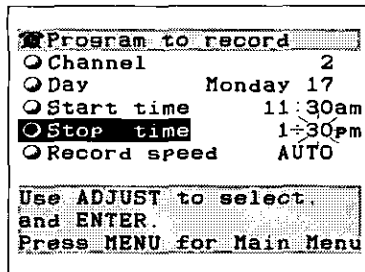 Program to record
Channel 2
Day Monday 17
Start time 11:30am
Stop time 1:30pm
Record speed AUTO
Use ADJUST to select.
and ENTER.
Press MENU for Main Menu